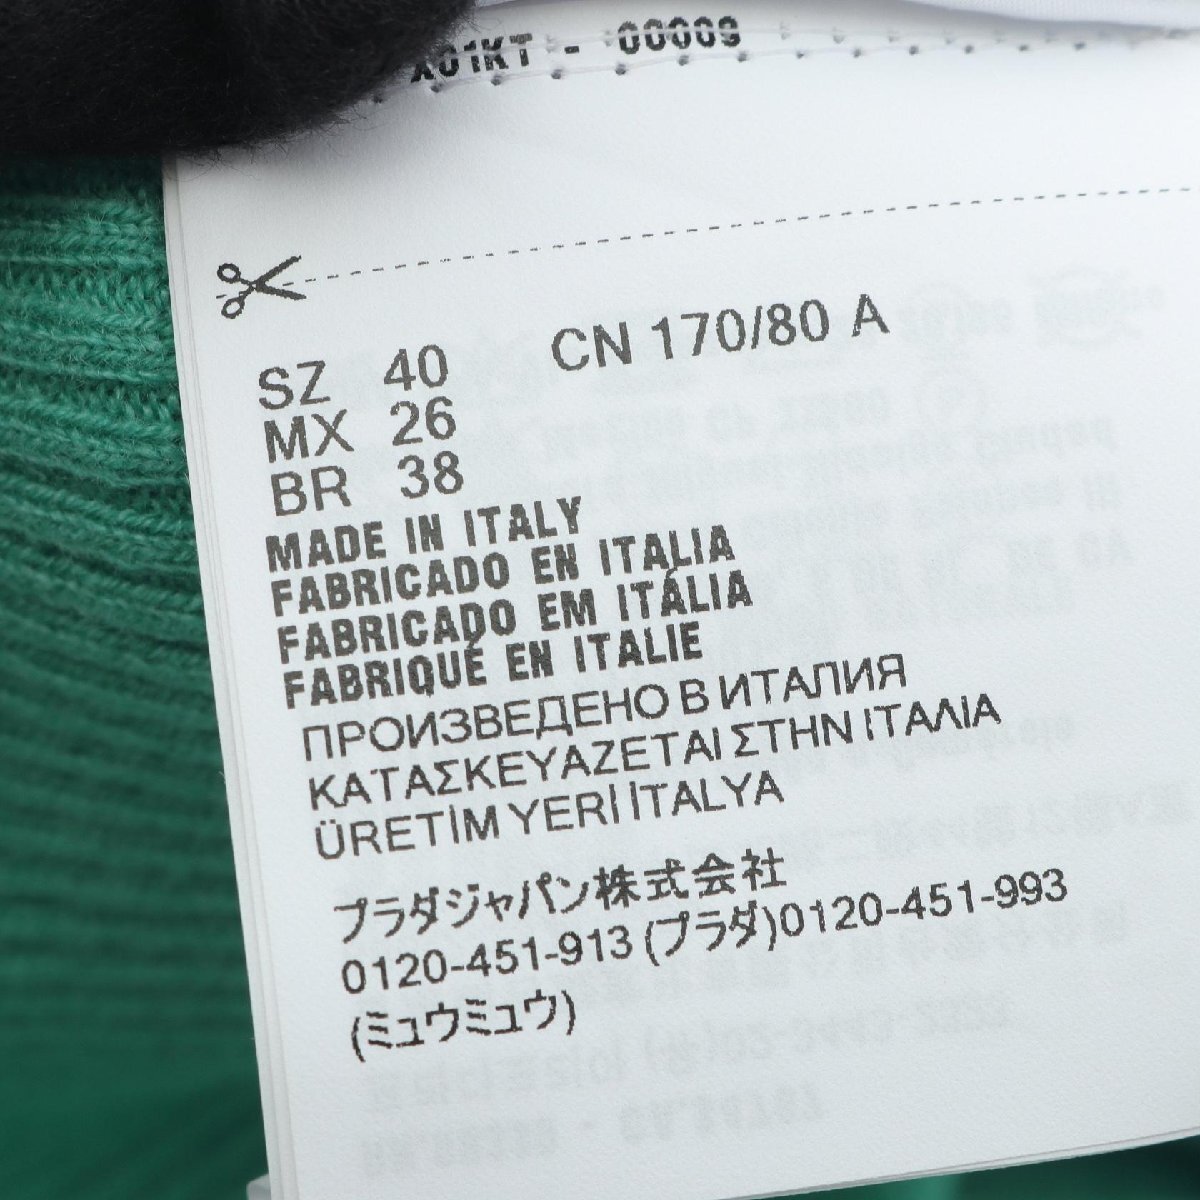 X01KT - 00009
SZ 40 CN 170/80 A
MX 26
BR 38
MADE IN ITALY
FABRICADO EN ITALIA
FABRICADO EM ITÁLIA
FABRIQUÉ EN ITALIE
ПРОИЗВЕДЕНО В ИТАЛИЯ
ΚΑΤΑΣΚΕΥΑΖΕΤΑΙ ΣΤΗΝ ΙΤΑΛΙΑ
ÜRETİM YERİ İTALYA
プラダジャパン株式会社
0120-451-913 (プラダ)0120-451-993
(ミュウミュウ)